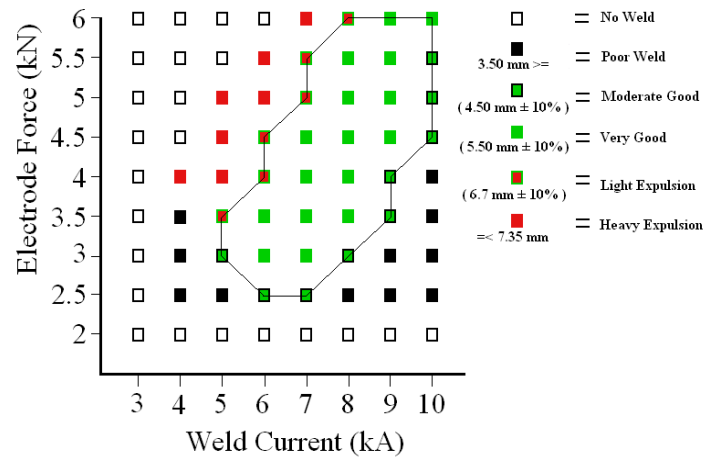 Electrode Force (kN)
6
5.5
5
4.5
4
3.5
3
2.5
2
3 4 5 6 7 8 9 10
Weld Current (kA)
= No Weld
3.50 mm >=
= Poor Weld
( 4.50 mm ± 10% )
= Moderate Good
( 5.50 mm ± 10% )
= Very Good
( 6.7 mm ± 10% )
= Light Expulsion
=< 7.35 mm
= Heavy Expulsion